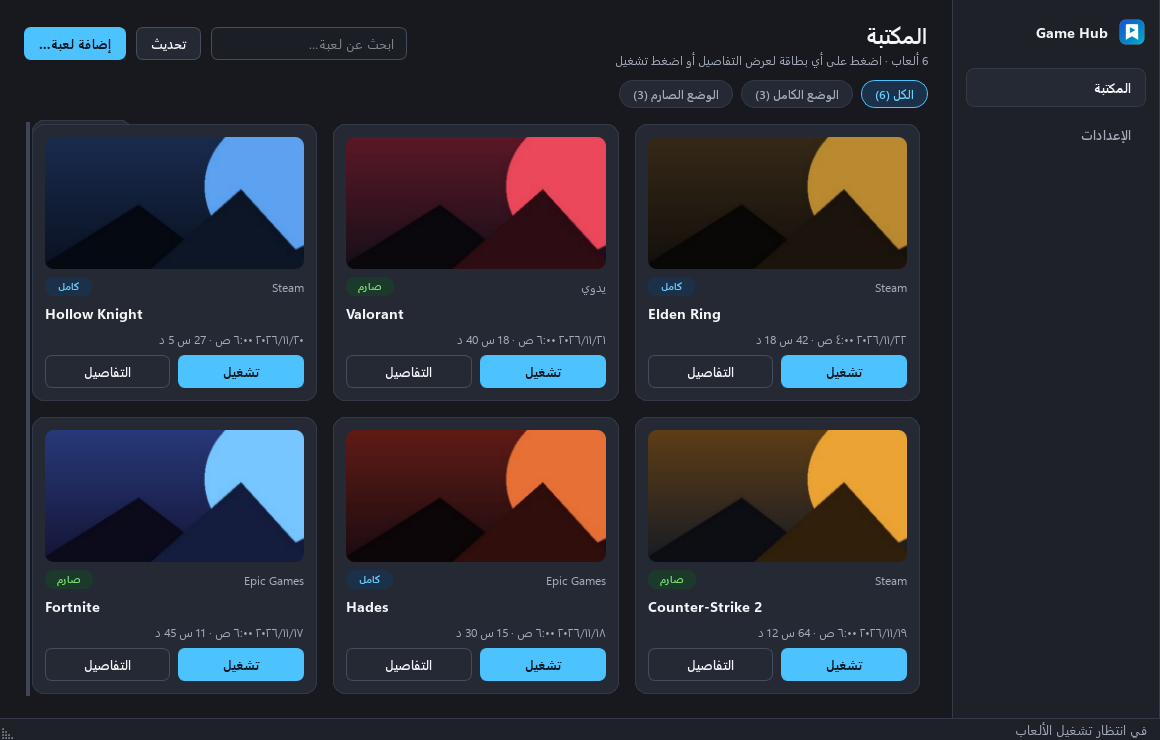 Game Hub
المكتبة
الإعدادات
المكتبة
6 ألعاب · اضغط على أي بطاقة لعرض التفاصيل أو اضغط تشغيل
ابحث عن لعبة...
تحديث
إضافة لعبة...
الكل (6)
الوضع الكامل (3)
الوضع الصارم (3)
Steam
كامل
Elden Ring
٢٠٢٦/١١/٢٢ ٤:٠٠ ص · 42 س 18 د
تشغيل
التفاصيل
يدوي
صارم
Valorant
٢٠٢٦/١١/٢١ ٦:٠٠ ص · 18 س 40 د
تشغيل
التفاصيل
Steam
كامل
Hollow Knight
٢٠٢٦/١١/٢٠ ٦:٠٠ ص · 27 س 5 د
تشغيل
التفاصيل
Steam
صارم
Counter-Strike 2
٢٠٢٦/١١/١٩ ٦:٠٠ ص · 64 س 12 د
تشغيل
التفاصيل
Epic Games
كامل
Hades
٢٠٢٦/١١/١٨ ٦:٠٠ ص · 15 س 30 د
تشغيل
التفاصيل
Epic Games
صارم
Fortnite
٢٠٢٦/١١/١٧ ٦:٠٠ ص · 11 س 45 د
تشغيل
التفاصيل
في انتظار تشغيل الألعاب